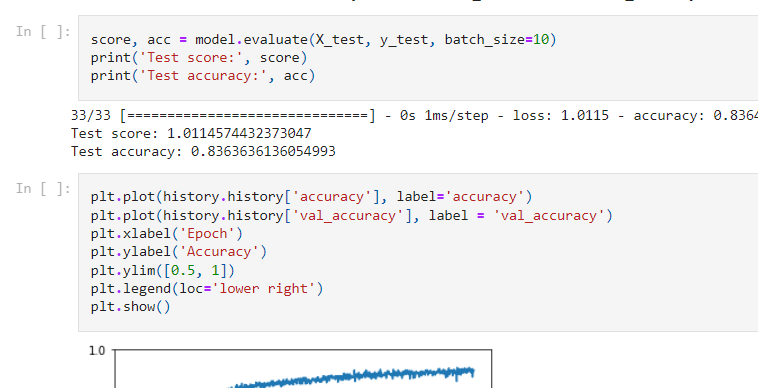 In [ ]:
score, acc = model.evaluate(X_test, y_test, batch_size=10)
print('Test score:', score)
print('Test accuracy:', acc)
33/33 [==============================] - 0s 1ms/step - loss: 1.0115 - accuracy: 0.8364
Test score: 1.0114574432373047
Test accuracy: 0.8363636136054993
In [ ]:
plt.plot(history.history['accuracy'], label='accuracy')
plt.plot(history.history['val_accuracy'], label = 'val_accuracy')
plt.xlabel('Epoch')
plt.ylabel('Accuracy')
plt.ylim([0.5, 1])
plt.legend(loc='lower right')
plt.show()
1.0